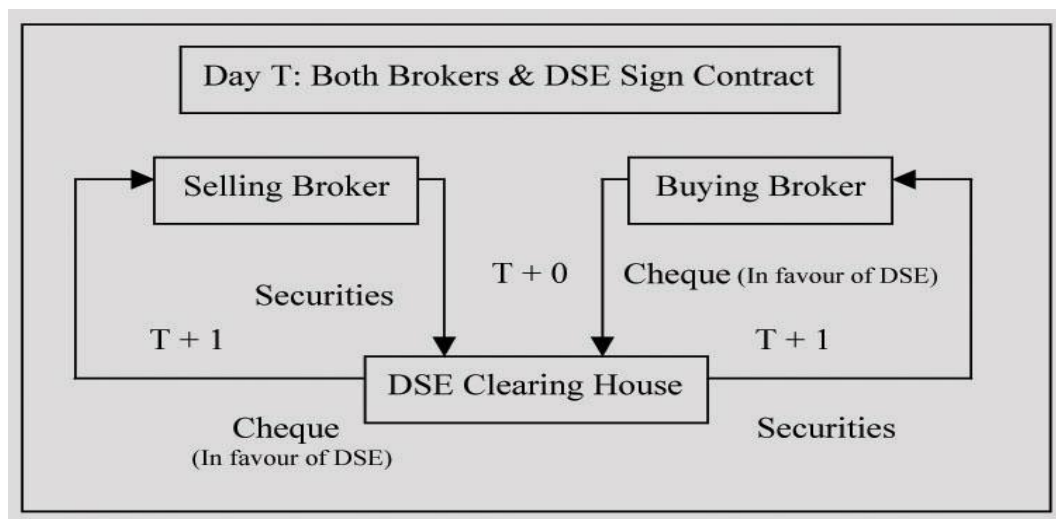 Day T: Both Brokers & DSE Sign Contract
Selling Broker
Buying Broker
T + 0
Cheque (In favour of DSE)
Securities
T + 1
T + 1
DSE Clearing House
Cheque
(In favour of DSE)
Securities